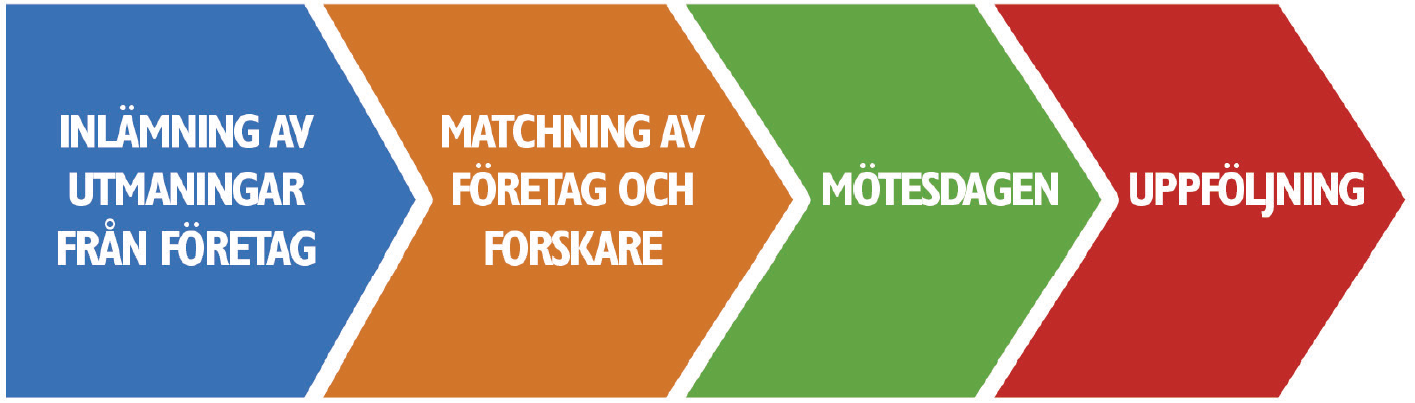 INLÄMNING AV
UTMANINGAR
FRÅN FÖRETAG
MATCHNING AV
FÖRETAG OCH
FORSKARE
MÖTESDAGEN
UPPFÖLJNING